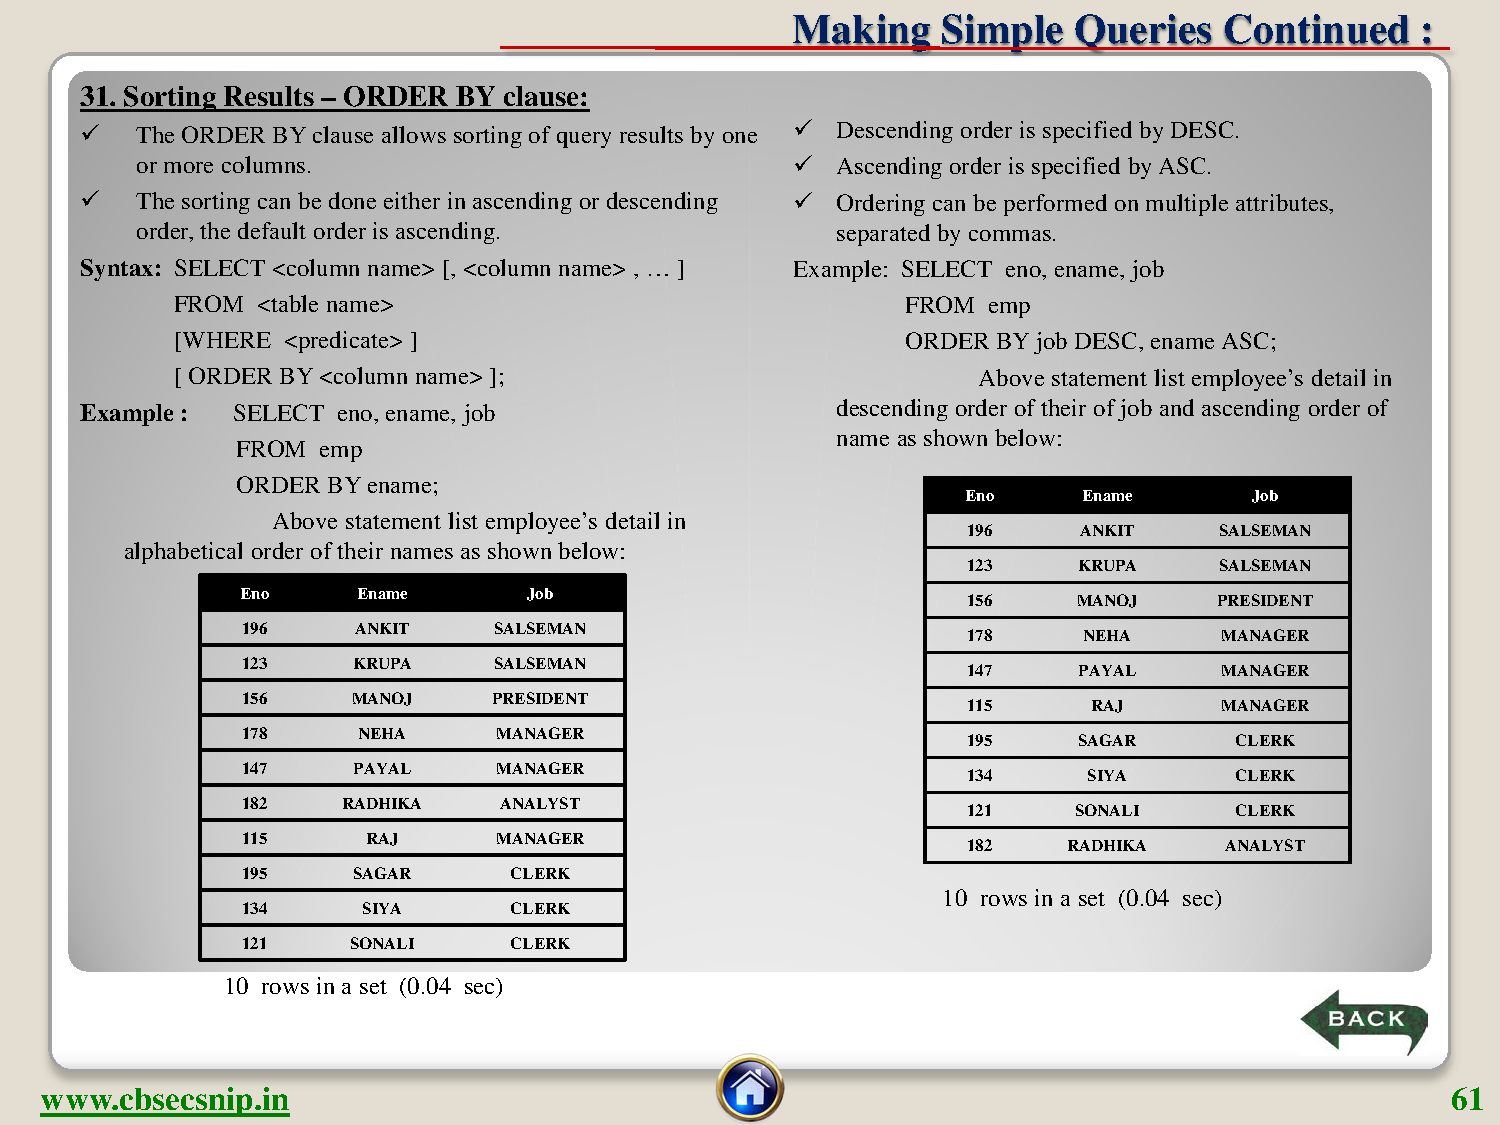 Making Simple Queries Continued :
31. Sorting Results – ORDER BY clause:
✓ The ORDER BY clause allows sorting of query results by one
or more columns.
✓ The sorting can be done either in ascending or descending
order, the default order is ascending.
Syntax: SELECT <column name> [, <column name> , … ]
FROM <table name>
[WHERE <predicate> ]
[ ORDER BY <column name> ];
Example : SELECT eno, ename, job
FROM emp
ORDER BY ename;
Above statement list employee’s detail in
alphabetical order of their names as shown below:
Eno Ename Job
196 ANKIT SALSEMAN
123 KRUPA SALSEMAN
156 MANOJ PRESIDENT
178 NEHA MANAGER
147 PAYAL MANAGER
182 RADHIKA ANALYST
115 RAJ MANAGER
195 SAGAR CLERK
134 SIYA CLERK
121 SONALI CLERK
10 rows in a set (0.04 sec)
✓ Descending order is specified by DESC.
✓ Ascending order is specified by ASC.
✓ Ordering can be performed on multiple attributes,
separated by commas.
Example: SELECT eno, ename, job
FROM emp
ORDER BY job DESC, ename ASC;
Above statement list employee’s detail in
descending order of their of job and ascending order of
name as shown below:
Eno Ename Job
196 ANKIT SALSEMAN
123 KRUPA SALSEMAN
156 MANOJ PRESIDENT
178 NEHA MANAGER
147 PAYAL MANAGER
115 RAJ MANAGER
195 SAGAR CLERK
134 SIYA CLERK
121 SONALI CLERK
182 RADHIKA ANALYST
10 rows in a set (0.04 sec)
BACK
www.cbsecsnip.in
61